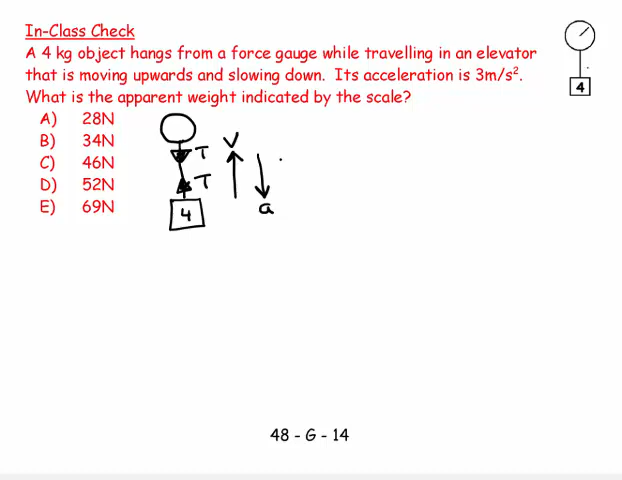 In-Class Check
A 4 kg object hangs from a force gauge while travelling in an elevator
that is moving upwards and slowing down. Its acceleration is 3m/s².
What is the apparent weight indicated by the scale?
A) 28N
B) 34N
C) 46N
D) 52N
E) 69N
4
T
T
4
V
a
48 - G - 14